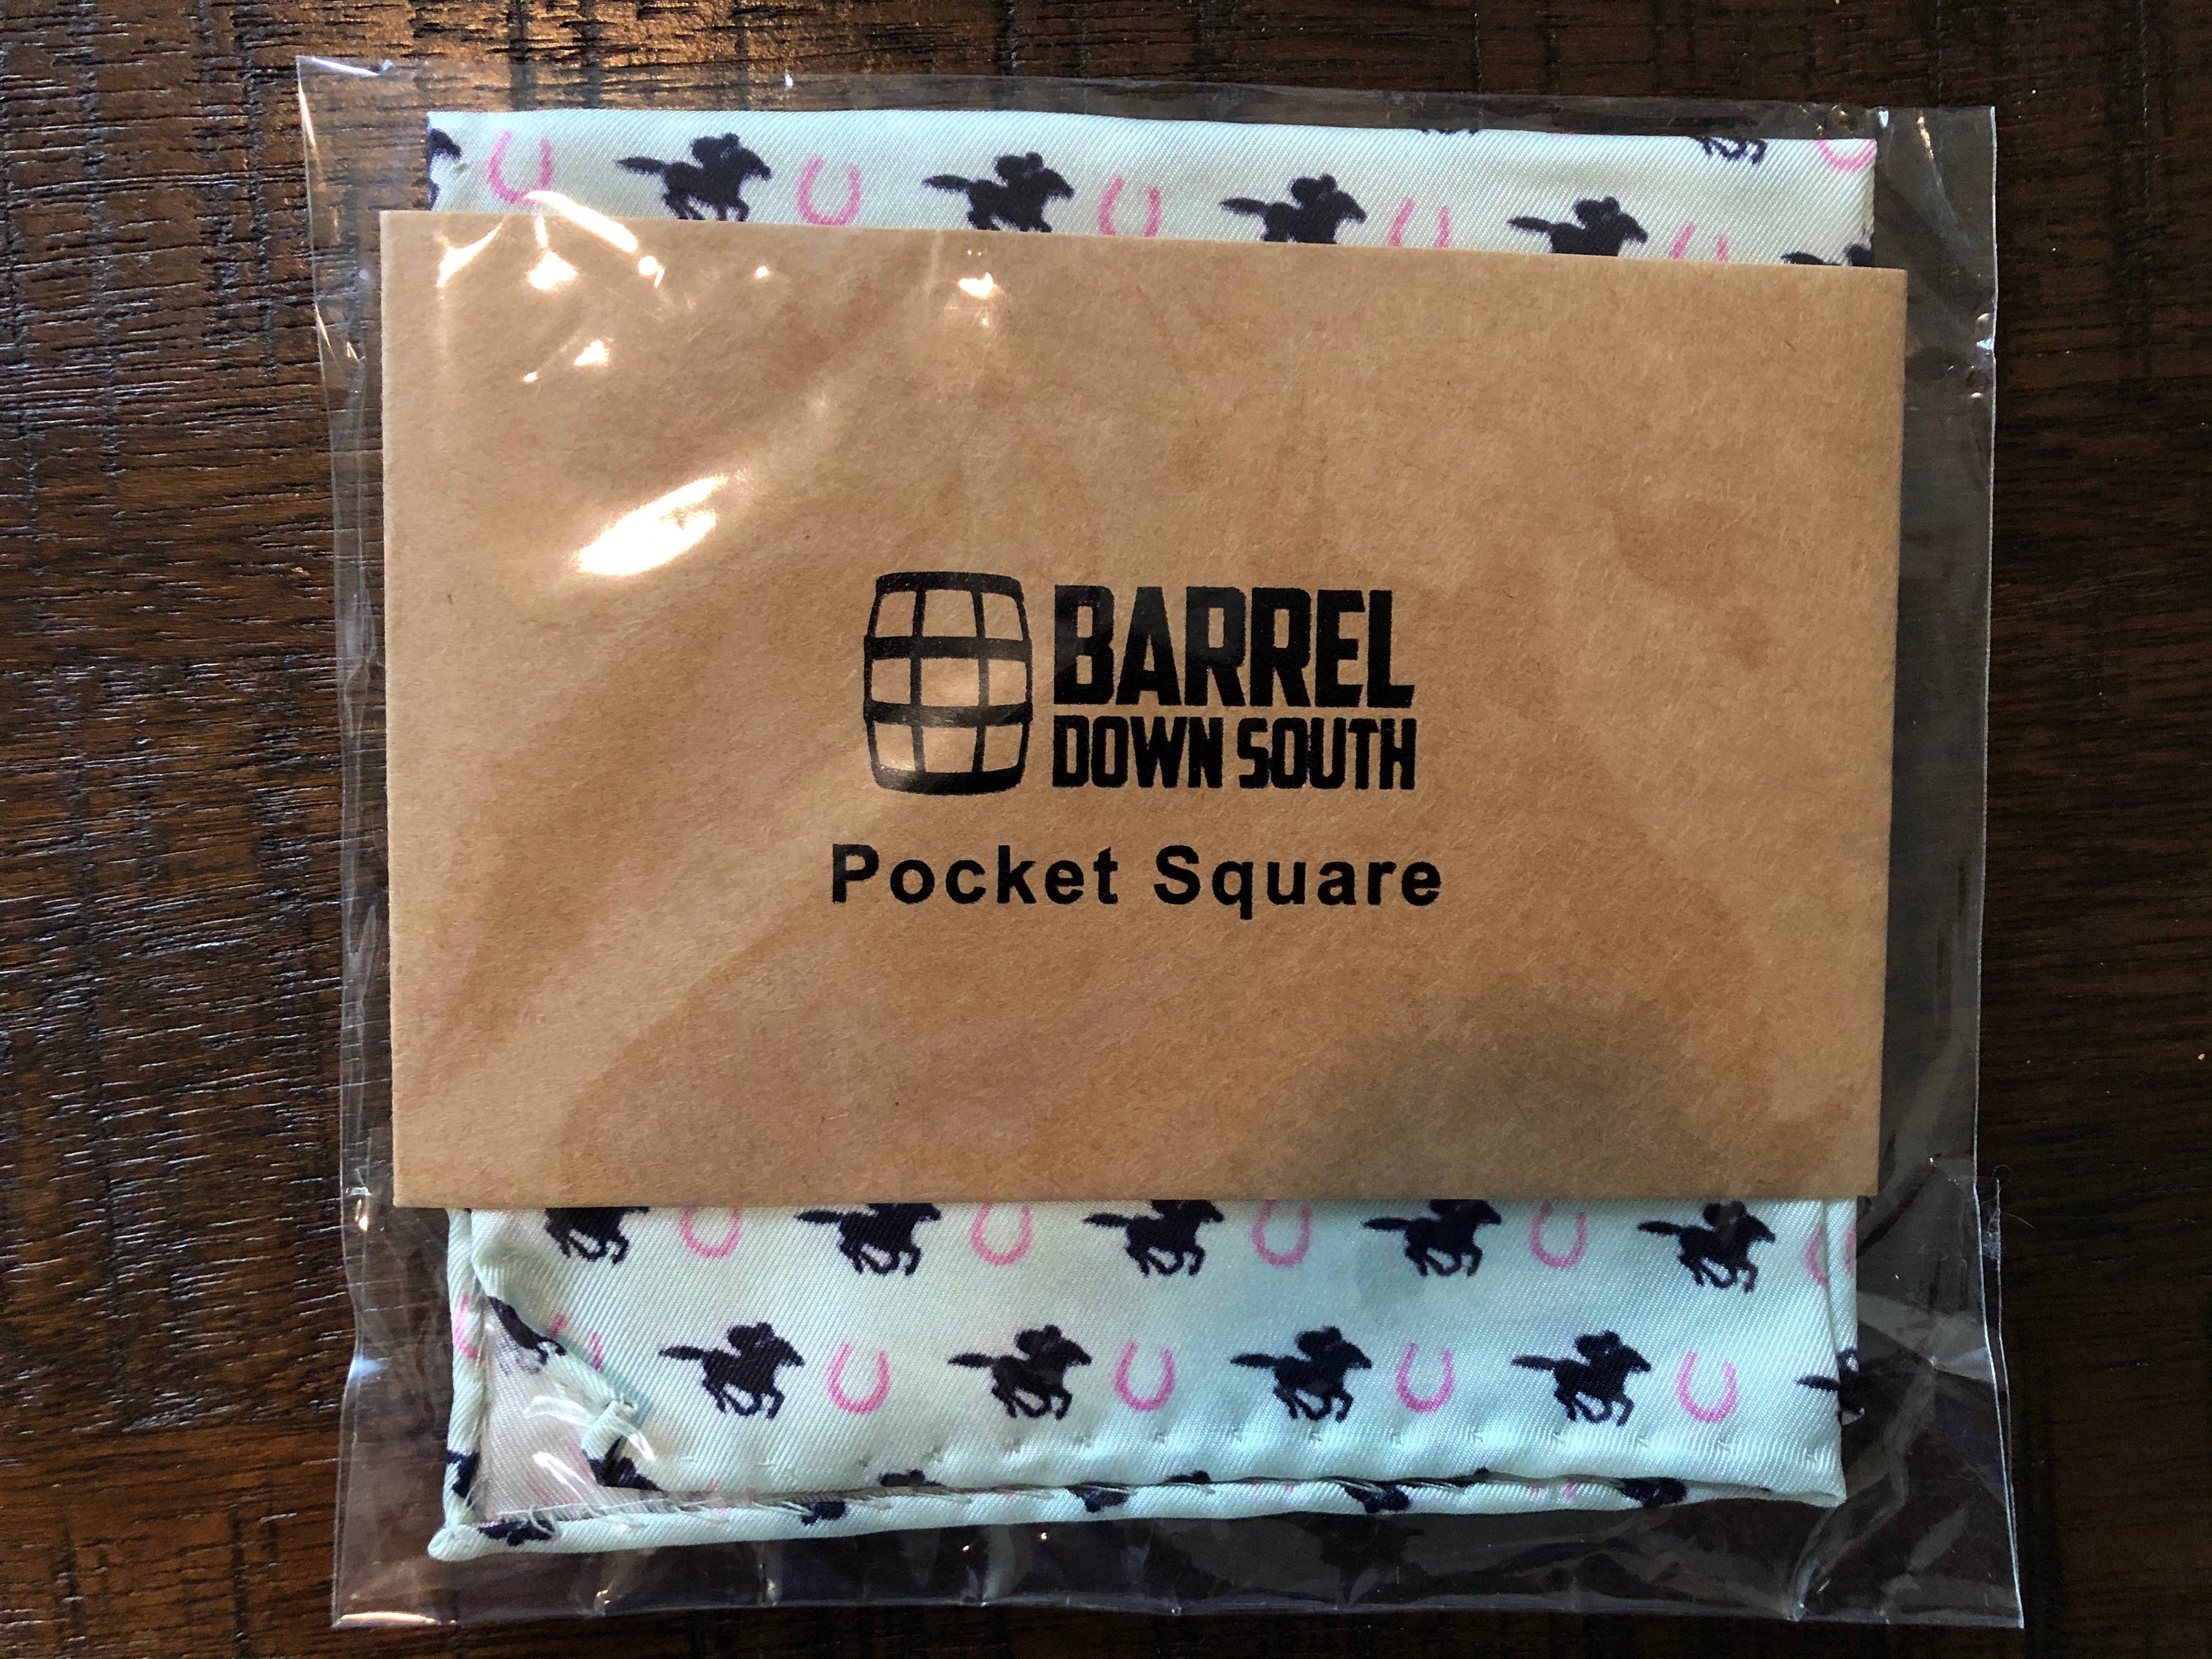 BARREL
DOWN SOUTH
Pocket Square